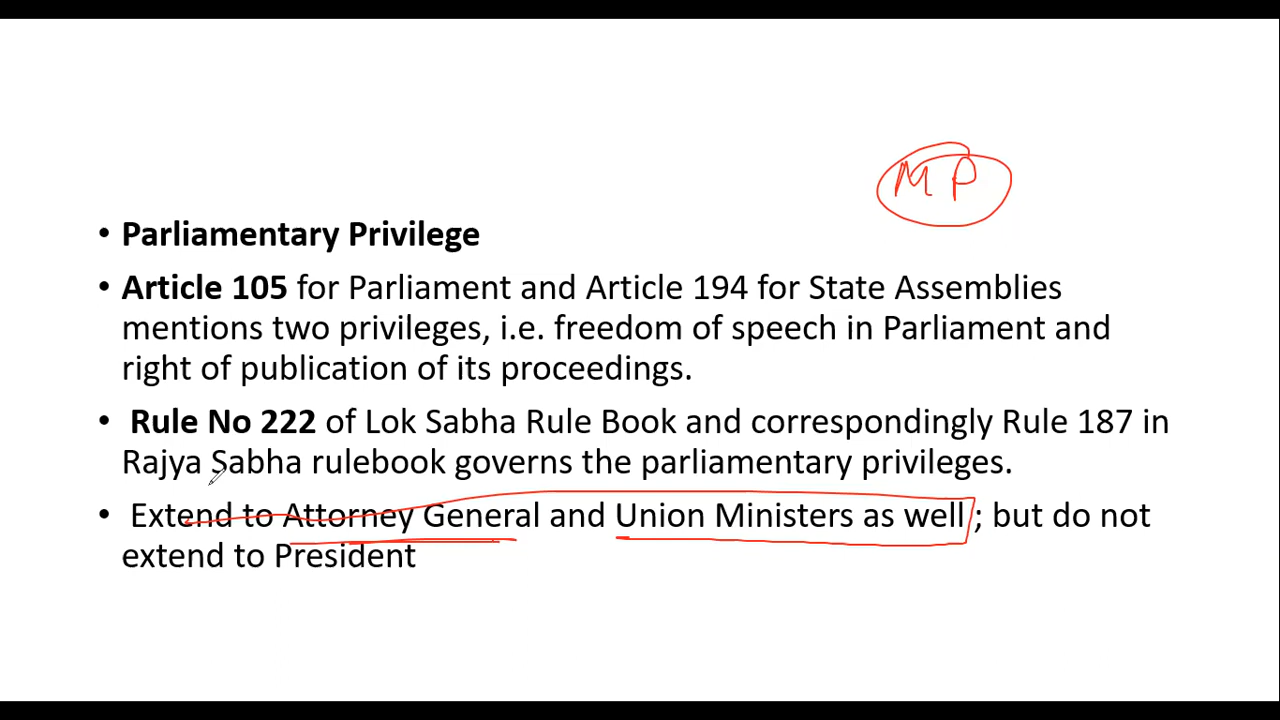 MP
• Parliamentary Privilege
• Article 105 for Parliament and Article 194 for State Assemblies
mentions two privileges, i.e. freedom of speech in Parliament and
right of publication of its proceedings.
• Rule No 222 of Lok Sabha Rule Book and correspondingly Rule 187 in
Rajya Sabha rulebook governs the parliamentary privileges.
• Extend to Attorney General and Union Ministers as well ; but do not
extend to President